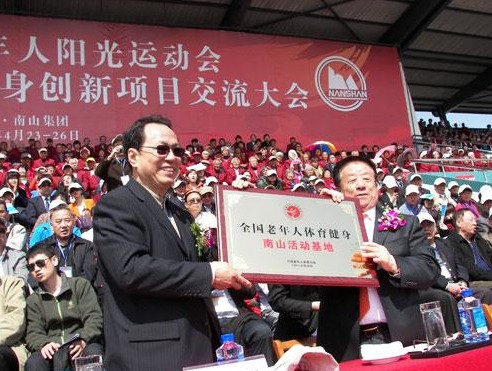 年人阳光运动会
身创新项目交流大会
NANSHAN
·南山集团
4月23-26日
全国老年人体育健身
南山活动基地